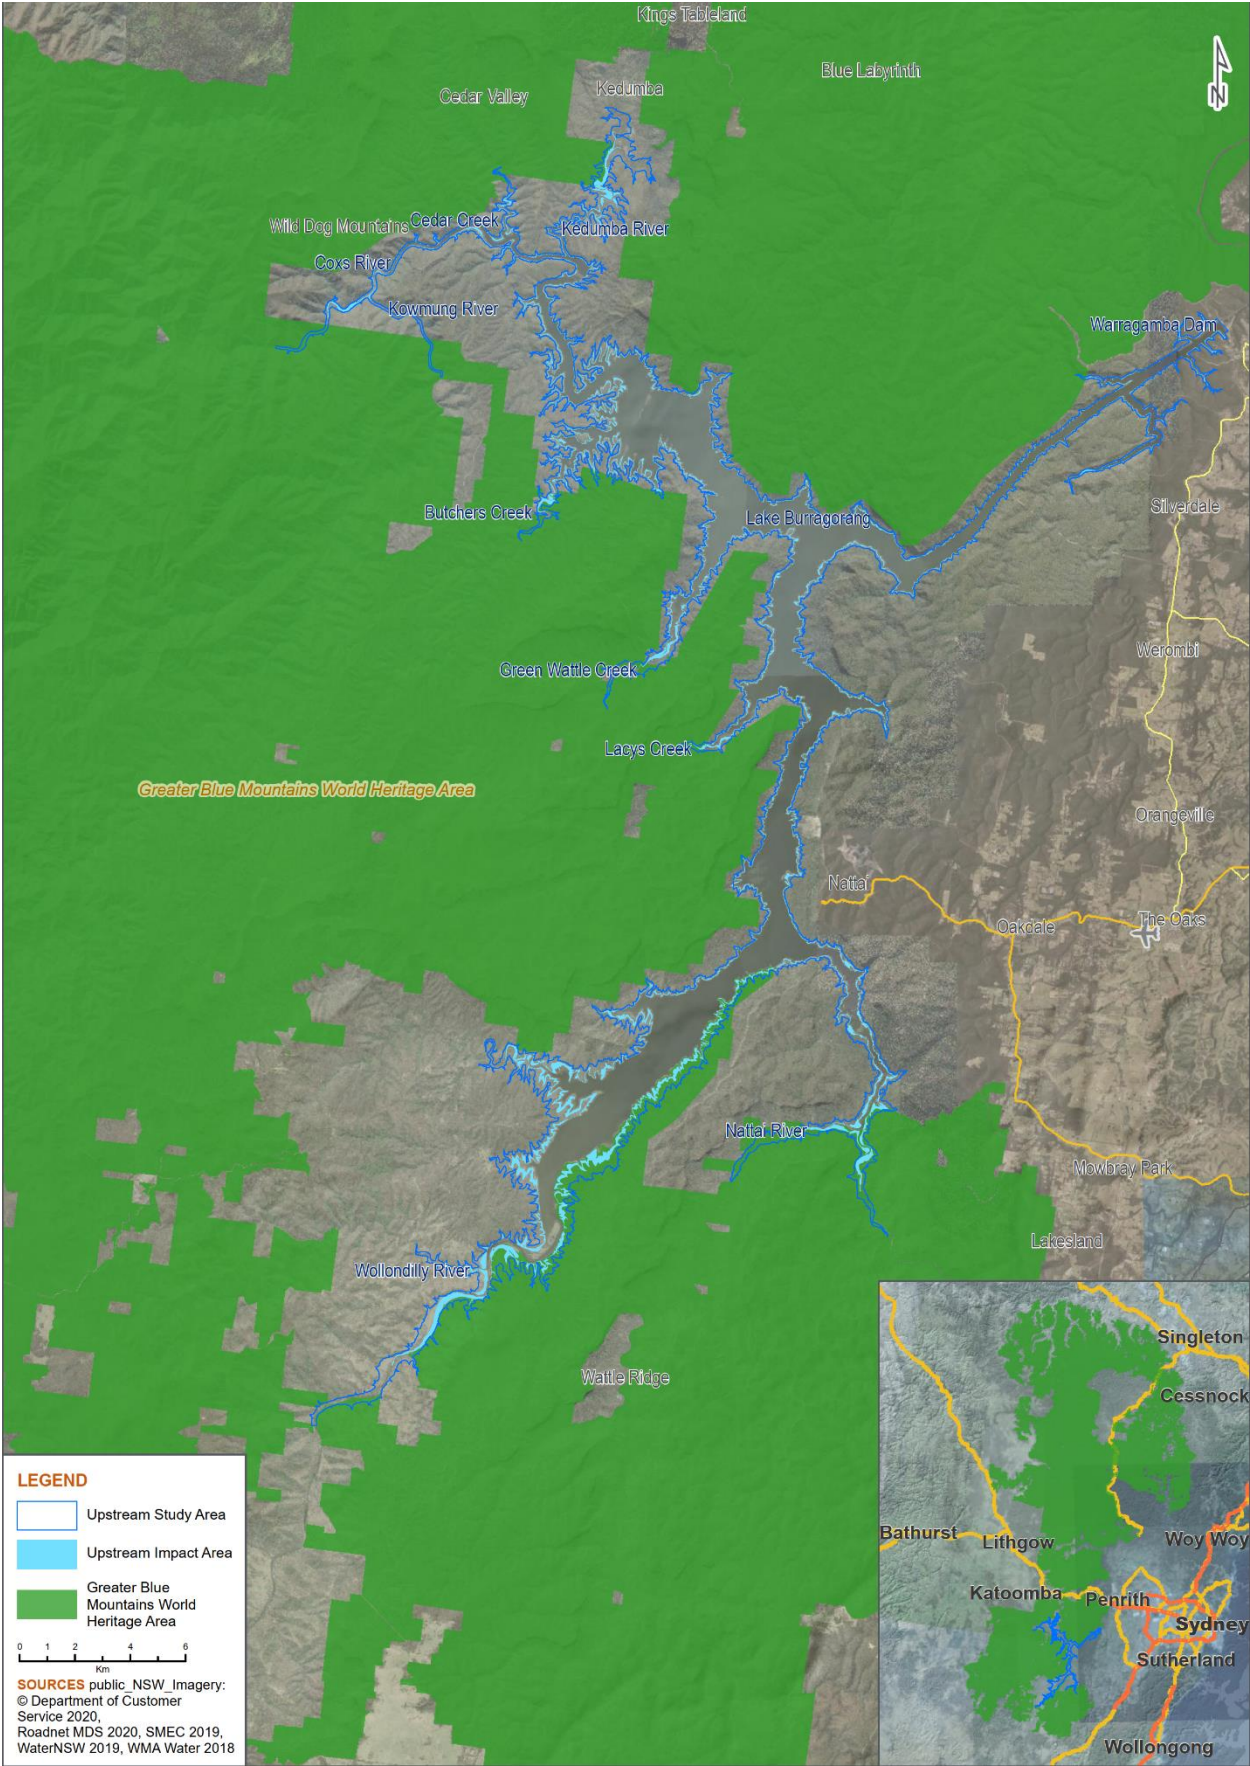 Kings Tableland
Blue Labyrinth
Kedumba
Cedar Valley
N
Wild Dog Mountains
Cedar Creek
Kedumba River
Coxs River
Kowmung River
Warragamba Dam
Butchers Creek
Lake Burragorang
Silverdale
Werombi
Green Wattle Creek
Lacys Creek
Greater Blue Mountains World Heritage Area
Orangeville
Nattai
Oakdale
The Oaks
Nattai River
Mowbray Park
Lakesland
Wollondilly River
Wattle Ridge
LEGEND
Upstream Study Area
Upstream Impact Area
Greater Blue
Mountains World
Heritage Area
0 1 2 4 6
Km
SOURCES public_NSW_Imagery:
© Department of Customer
Service 2020,
Roadnet MDS 2020, SMEC 2019,
WaterNSW 2019, WMA Water 2018
Singleton
Cessnock
Bathurst
Lithgow
Woy Woy
Katoomba
Penrith
Sydney
Sutherland
Wollongong